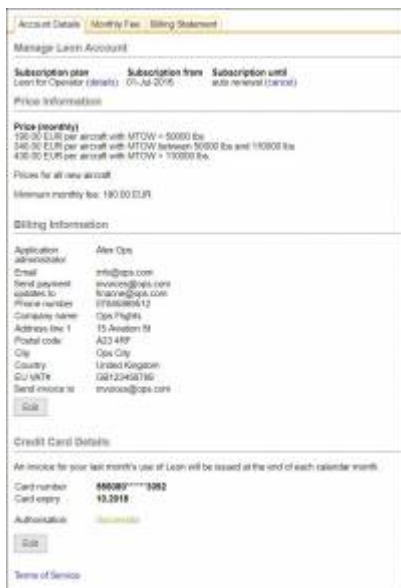 Account Details Monthly Fee Billing Statement
Manage Leon Account
Subscription plan Subscription from Subscription until
Leon for Operator (details) 01-Jul-2016 auto renewal (cancel)
Price Information
Price (monthly)
190.00 EUR per aircraft with MTOW < 50000 lbs
340.00 EUR per aircraft with MTOW between 50000 lbs and 110000 lbs
430.00 EUR per aircraft with MTOW > 110000 lbs
Prices for all new aircraft
Minimum monthly fee: 190.00 EUR
Billing Information
Application administrator Alex Ops
Email info@ops.com
Send payment updates to invoices@ops.com
finance@ops.com
Phone number
Company name Ops Flights
Address line 1 15 Aviation St
Postal code A23 4RF
City Ops City
Country United Kingdom
EU VAT# GB123456789
Send invoice to invoices@ops.com
Edit
Credit Card Details
An invoice for your last month's use of Leon will be issued at the end of each calendar month.
Card number
Card expiry 10.2018
Authorisation Successful
Edit
Terms of Service